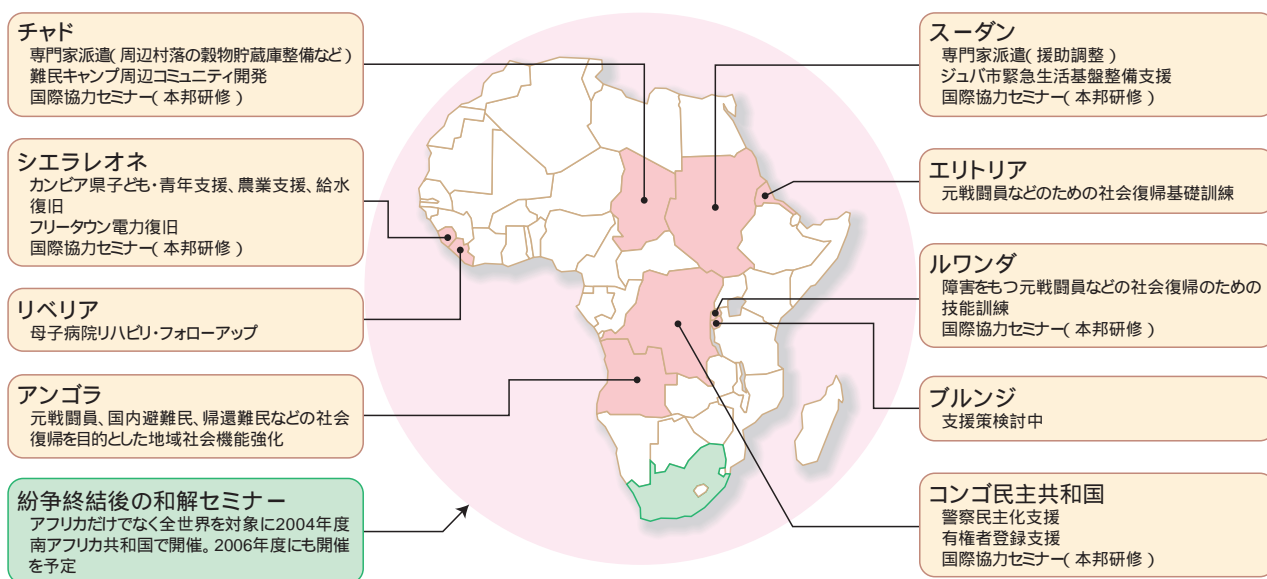 チャド
専門家派遣(周辺村落の穀物貯蔵庫整備など)
難民キャンプ周辺コミュニティ開発
国際協力セミナー(本邦研修)
シエラレオネ
カンビア県子ども・青年支援、農業支援、給水
復旧
フリータウン電力復旧
国際協力セミナー(本邦研修)
リベリア
母子病院リハビリ・フォローアップ
アンゴラ
元戦闘員、国内避難民、帰還難民などの社会
復帰を目的とした地域社会機能強化
紛争終結後の和解セミナー
アフリカだけでなく全世界を対象に2004年度
南アフリカ共和国で開催。2006年度にも開催
を予定
スーダン
専門家派遣(援助調整)
ジュバ市緊急生活基盤整備支援
国際協力セミナー(本邦研修)
エリトリア
元戦闘員などのための社会復帰基礎訓練
ルワンダ
障害をもつ元戦闘員などの社会復帰のための
技能訓練
国際協力セミナー(本邦研修)
ブルンジ
支援策検討中
コンゴ民主共和国
警察民主化支援
有権者登録支援
国際協力セミナー(本邦研修)